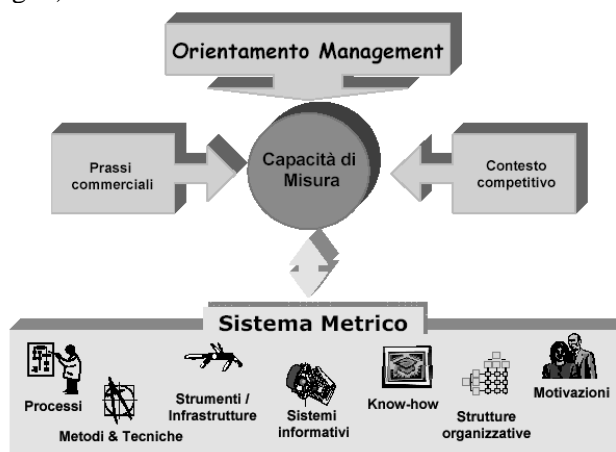 Orientamento Management
Prassi
commerciali
Capacità di
Misura
Contesto
competitivo
Sistema Metrico
Processi
Metodi & Tecniche
Strumenti /
Infrastrutture
Sistemi
informativi
Know-how
Strutture
organizzative
Motivazioni